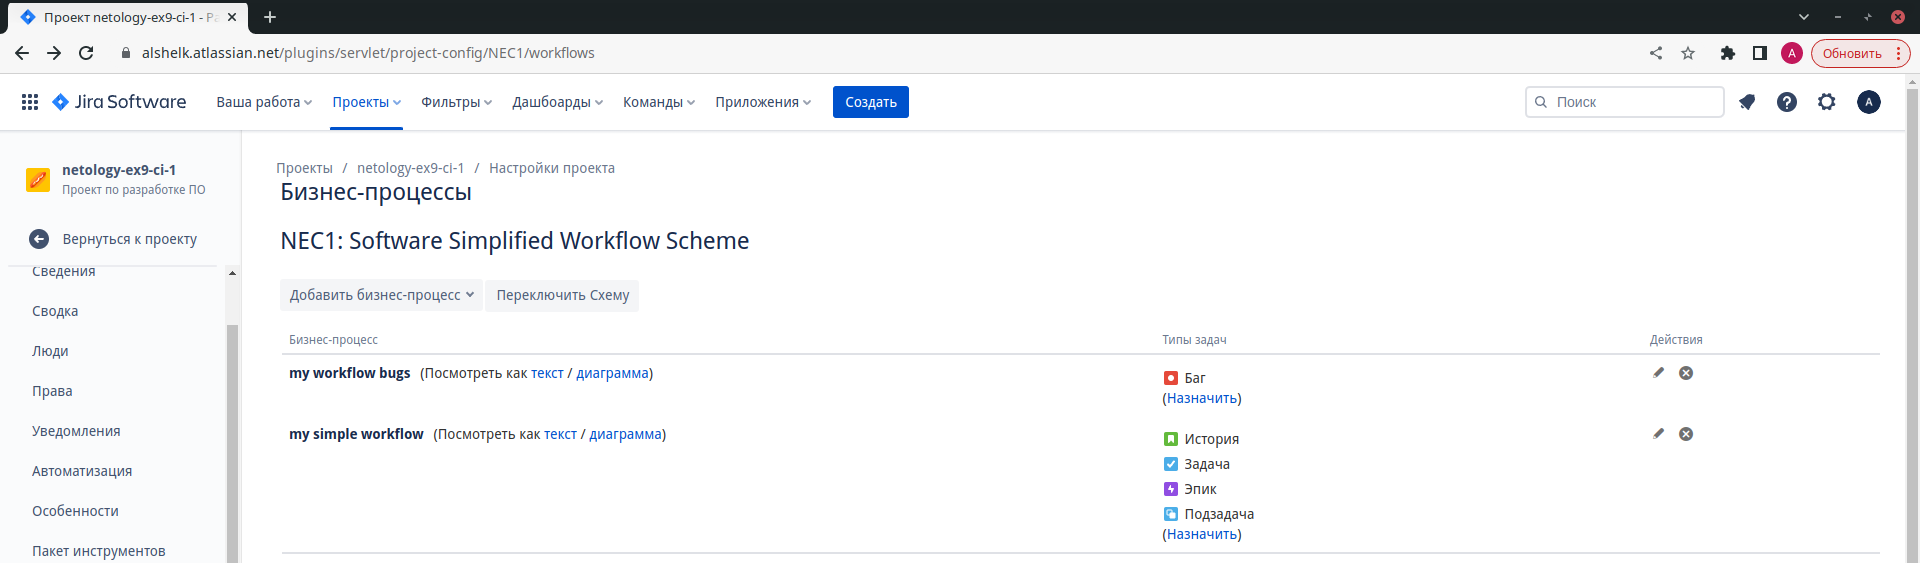 Проект netology-ex9-ci-1 - Ра
alshelk.atlassian.net/plugins/servlet/project-config/NEC1/workflows
A
Обновить
Jira Software
Ваша работа
Проекты
Фильтры
Дашборды
Команды
Приложения
Создать
Поиск
A
netology-ex9-ci-1
Проект по разработке ПО
Вернуться к проекту
Сведения
Сводка
Люди
Права
Уведомления
Автоматизация
Особенности
Пакет инструментов
Проекты / netology-ex9-ci-1 / Настройки проекта
Бизнес-процессы
NEC1: Software Simplified Workflow Scheme
Добавить бизнес-процесс
Переключить Схему
Бизнес-процесс
Типы задач
Действия
my workflow bugs (Посмотреть как текст / диаграмма)
Баг
(Назначить)
my simple workflow (Посмотреть как текст / диаграмма)
История
Задача
Эпик
Подзадача
(Назначить)